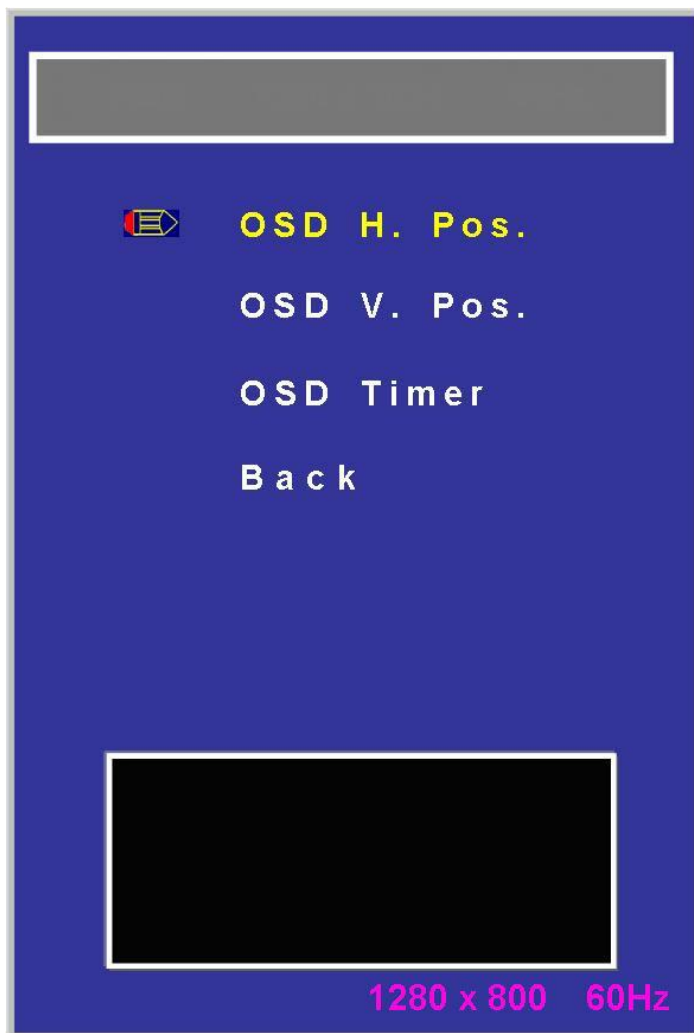 OSD H. Pos.
OSD V. Pos.
OSD Timer
Back
1280 x 800 60Hz